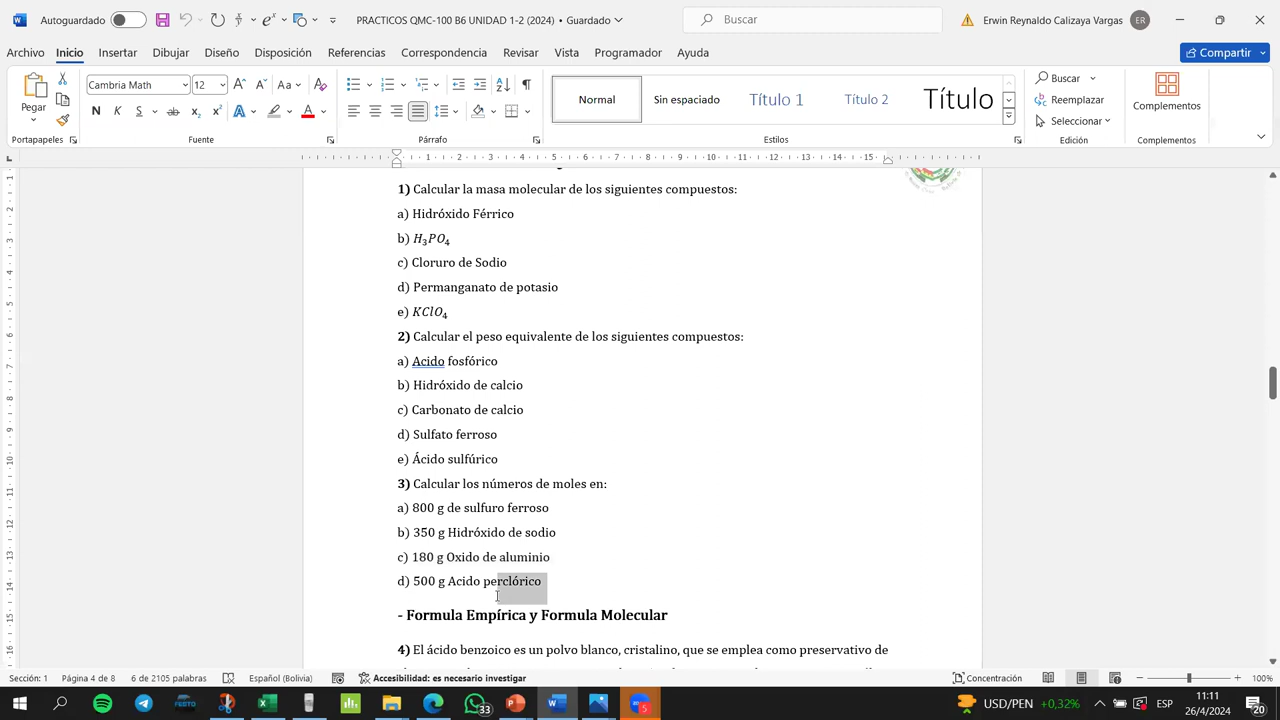 Autoguardado
PRACTICOS QMC-100 B6 UNIDAD 1-2 (2024) • Guardado
Buscar
Erwin Reynaldo Calizaya Vargas
ER
Archivo Inicio Insertar Dibujar Diseño Disposición Referencias Correspondencia Revisar Vista Programador Ayuda
Compartir
Pegar
Cambria Math 12
Aa
N K S ab A A
Normal
Sin espaciado
Título 1
Título 2
Título
Buscar
Reemplazar
Seleccionar
Complementos
Portapapeles Fuente Párrafo Estilos Edición Complementos
1) Calcular la masa molecular de los siguientes compuestos:
a) Hidróxido Férrico
b) H₃PO₄
c) Cloruro de Sodio
d) Permanganato de potasio
e) KClO₄
2) Calcular el peso equivalente de los siguientes compuestos:
a) Acido fosfórico
b) Hidróxido de calcio
c) Carbonato de calcio
d) Sulfato ferroso
e) Ácido sulfúrico
3) Calcular los números de moles en:
a) 800 g de sulfuro ferroso
b) 350 g Hidróxido de sodio
c) 180 g Oxido de aluminio
d) 500 g Acido perclórico
- Formula Empírica y Formula Molecular
4) El ácido benzoico es un polvo blanco, cristalino, que se emplea como preservativo de
Sección: 1 Página 4 de 8 6 de 2105 palabras Español (Bolivia) Accesibilidad: es necesario investigar Concentración 100%
33
5
USD/PEN +0,32%
ESP
11:11
26/4/2024
20